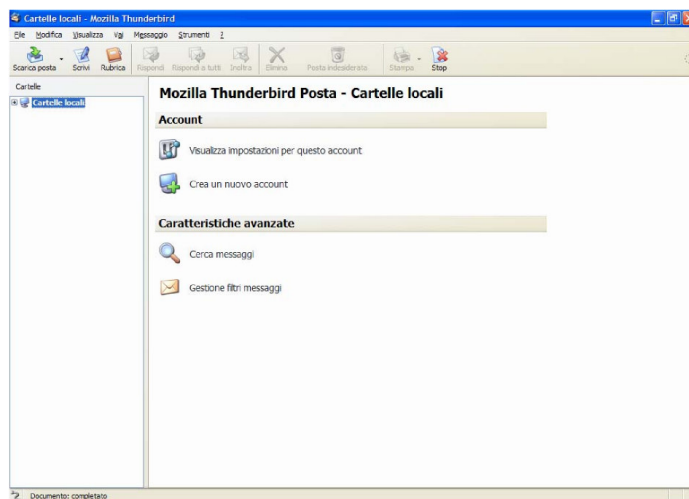 Cartelle locali - Mozilla Thunderbird
File Modifica Visualizza Vai Messaggio Strumenti ?
Scarica posta Scrivi Rubrica Rispondi Rispondi a tutti Inoltra Elimina Posta indesiderata Stampa Stop
Cartelle
Cartelle locali
Mozilla Thunderbird Posta - Cartelle locali
Account
Visualizza impostazioni per questo account
Crea un nuovo account
Caratteristiche avanzate
Cerca messaggi
Gestione filtri messaggi
Documento: completato